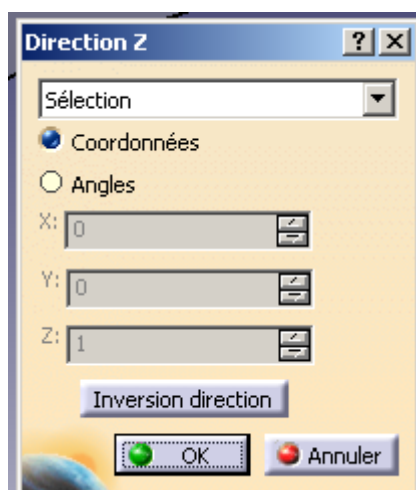 Direction Z
Sélection
Coordonnées
Angles
X: 0
Y: 0
Z: 1
Inversion direction
OK Annuler